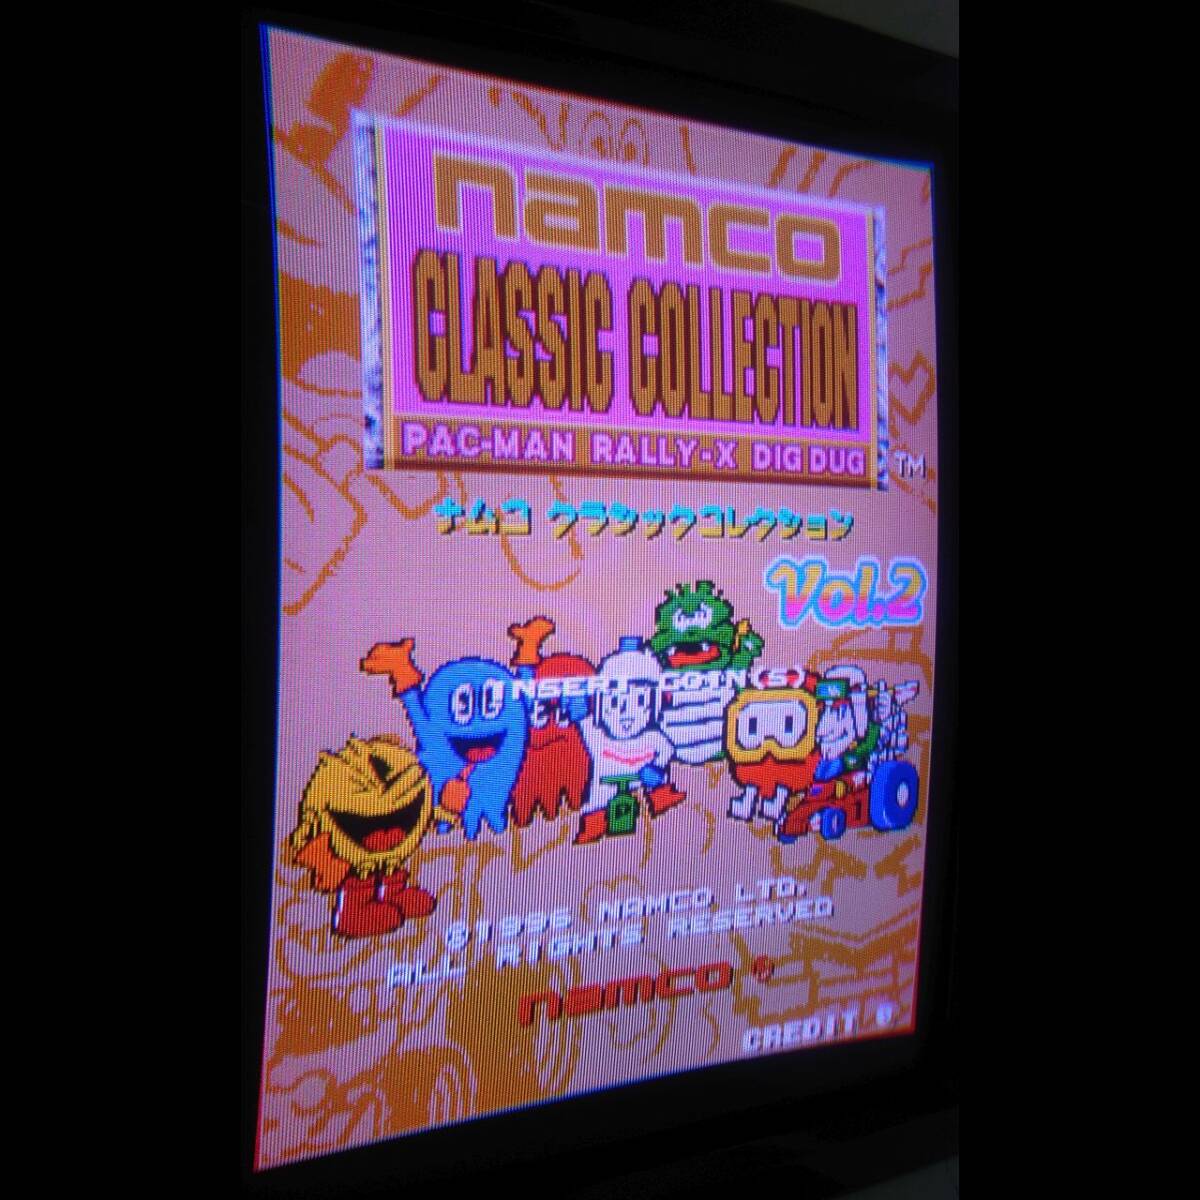 namco
CLASSIC COLLECTION
PAC-MAN RALLY-X DIG DUG
TM
ナムコ クラシックコレクション
Vol.2
INSERT COIN(S)
©1996 NAMCO LTD.
ALL RIGHTS RESERVED
namco ®
CREDIT 0